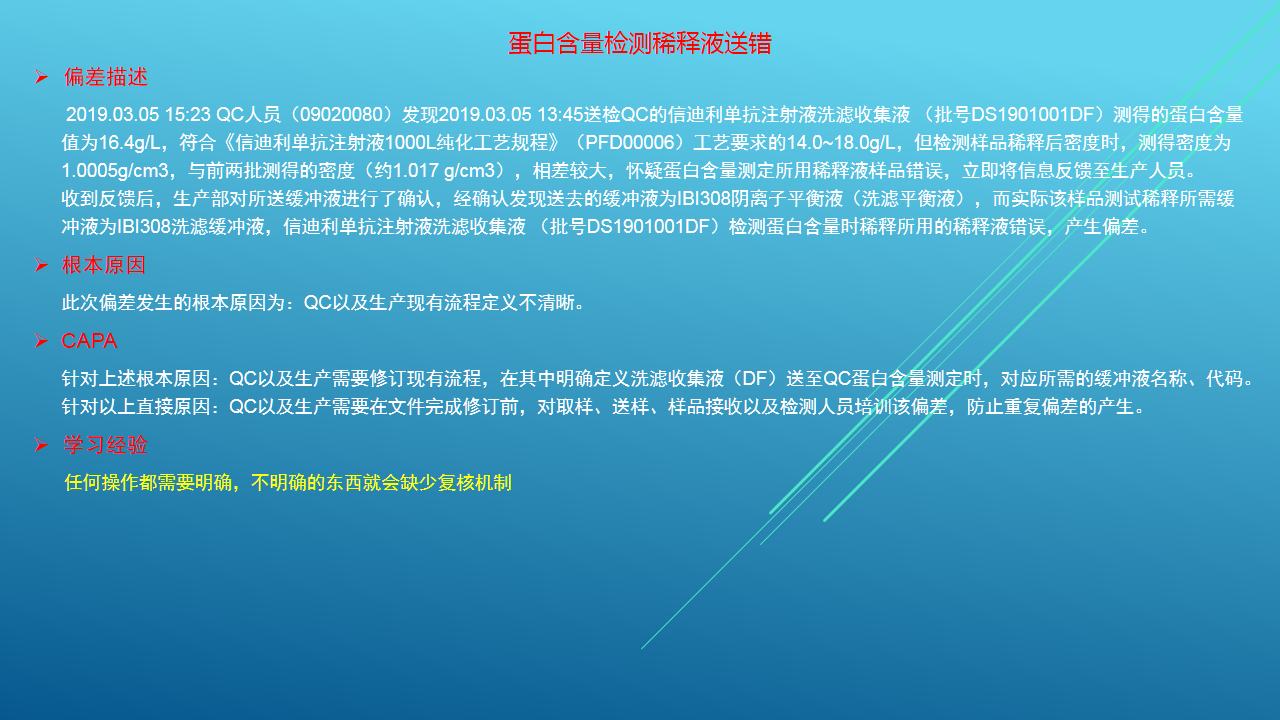 蛋白含量检测稀释液送错
偏差描述
2019.03.05 15:23 QC人员（09020080）发现2019.03.05 13:45送检QC的信迪利单抗注射液洗滤收集液 （批号DS1901001DF）测得的蛋白含量
值为16.4g/L，符合《信迪利单抗注射液1000L纯化工艺规程》（PFD00006）工艺要求的14.0~18.0g/L，但检测样品稀释后密度时，测得密度为
1.0005g/cm3，与前两批测得的密度（约1.017 g/cm3），相差较大，怀疑蛋白含量测定所用稀释液样品错误，立即将信息反馈至生产人员。
收到反馈后，生产部对所送缓冲液进行了确认，经确认发现送去的缓冲液为IBI308阴离子平衡液（洗滤平衡液），而实际该样品测试稀释所需缓
冲液为IBI308洗滤缓冲液，信迪利单抗注射液洗滤收集液 （批号DS1901001DF）检测蛋白含量时稀释所用的稀释液错误，产生偏差。
根本原因
此次偏差发生的根本原因为：QC以及生产现有流程定义不清晰。
CAPA
针对上述根本原因：QC以及生产需要修订现有流程，在其中明确定义洗滤收集液（DF）送至QC蛋白含量测定时，对应所需的缓冲液名称、代码。
针对以上直接原因：QC以及生产需要在文件完成修订前，对取样、送样、样品接收以及检测人员培训该偏差，防止重复偏差的产生。
学习经验
任何操作都需要明确，不明确的东西就会缺少复核机制